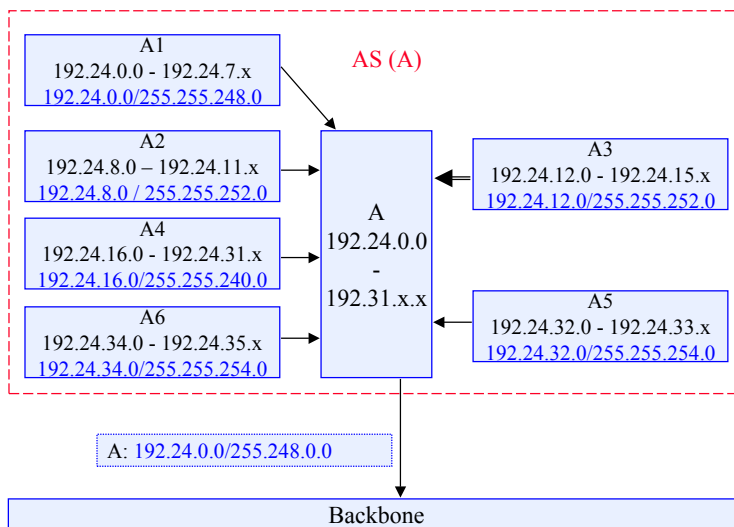 AS (A)
A1
192.24.0.0 - 192.24.7.x
192.24.0.0/255.255.248.0
A2
192.24.8.0 – 192.24.11.x
192.24.8.0 / 255.255.252.0
A4
192.24.16.0 - 192.24.31.x
192.24.16.0/255.255.240.0
A6
192.24.34.0 - 192.24.35.x
192.24.34.0/255.255.254.0
A
192.24.0.0
-
192.31.x.x
A3
192.24.12.0 - 192.24.15.x
192.24.12.0/255.255.252.0
A5
192.24.32.0 - 192.24.33.x
192.24.32.0/255.255.254.0
A: 192.24.0.0/255.248.0.0
Backbone